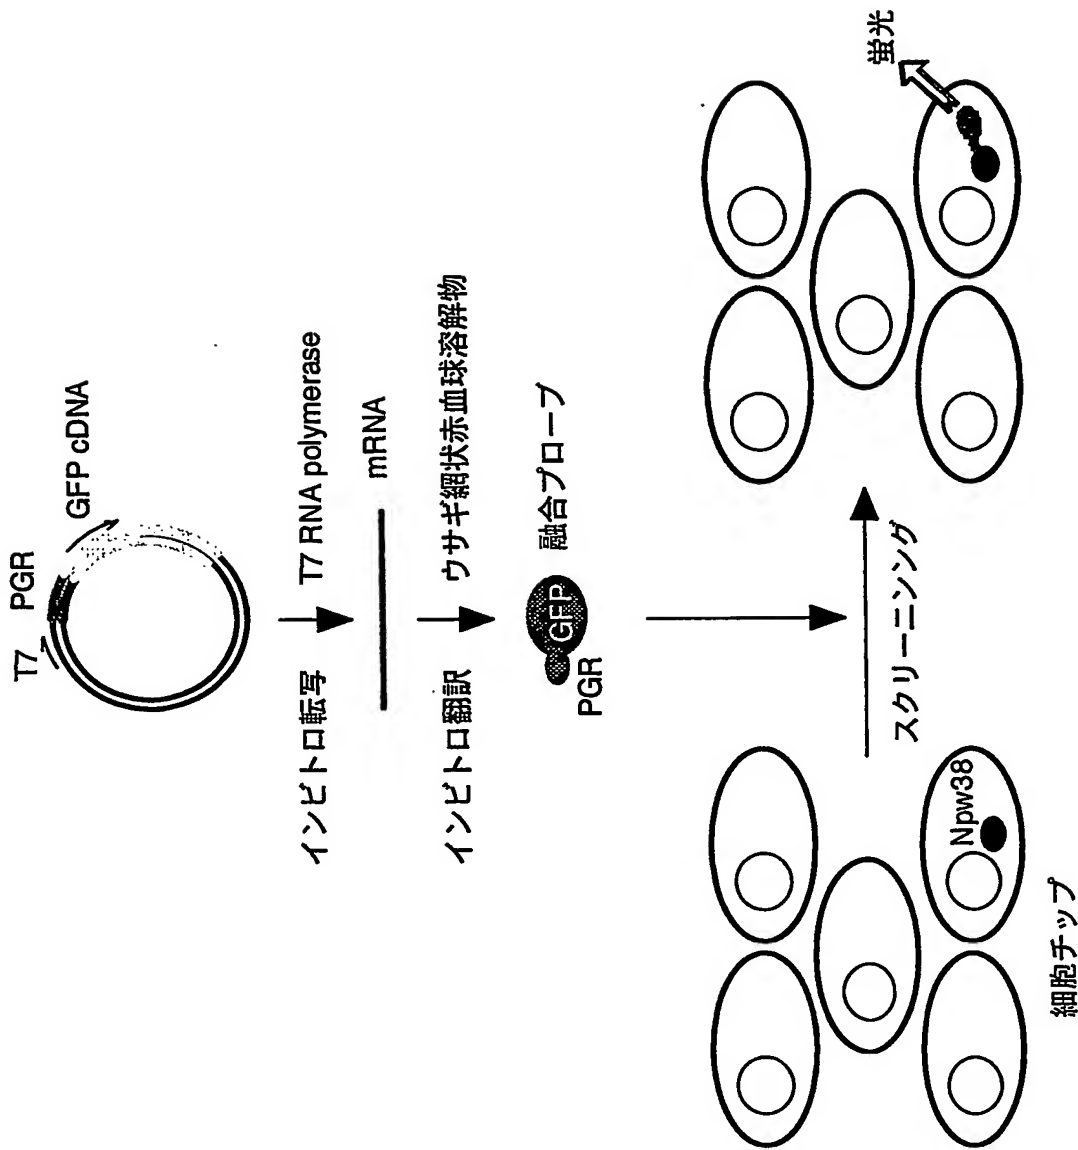 T7
PGR
GFP cDNA
インビトロ転写
T7 RNA polymerase
mRNA
インビトロ翻訳
ウサギ網状赤血球溶解物
GFP
PGR
融合プローブ
スクリーニンング
Npw38
細胞チップ
蛍光